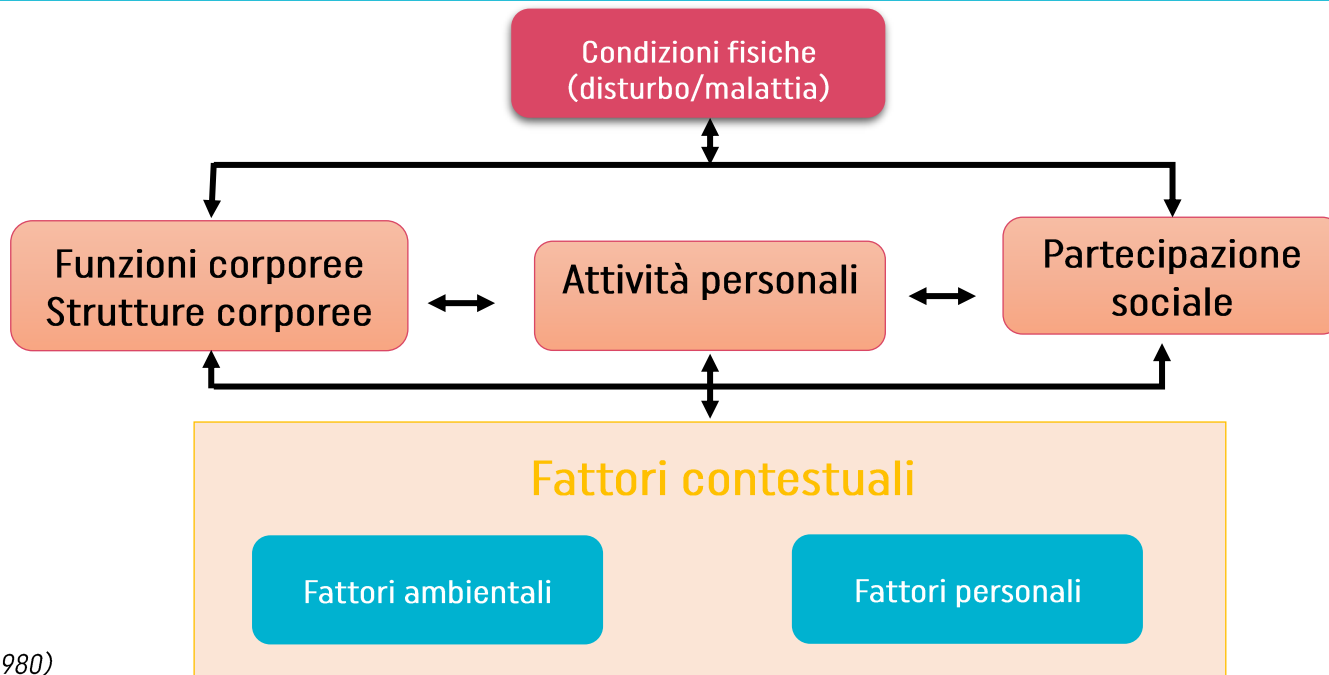 Condizioni fisiche
(disturbo/malattia)
Funzioni corporee
Strutture corporee
Attività personali
Partecipazione
sociale
Fattori contestuali
Fattori ambientali
Fattori personali
980)